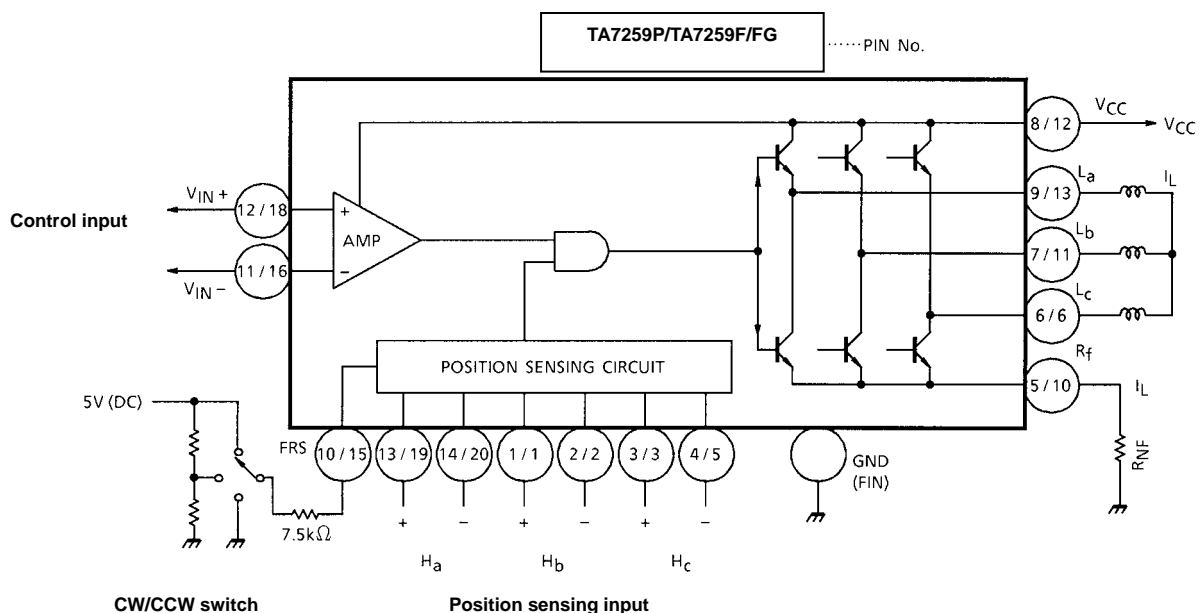 TA7259P/TA7259F/FG
......PIN No.
8 / 12
VCC
VCC
Control input
VIN +
12 / 18
+
AMP
−
11 / 16
VIN −
La
9 / 13
IL
Lb
7 / 11
Lc
6 / 6
Rf
5 / 10
IL
RNF
POSITION SENSING CIRCUIT
5V (DC)
FRS
10 / 15
13 / 19
14 / 20
1 / 1
2 / 2
3 / 3
4 / 5
GND
(FIN)
7.5kΩ
+ − + − + −
Ha Hb Hc
CW/CCW switch
Position sensing input